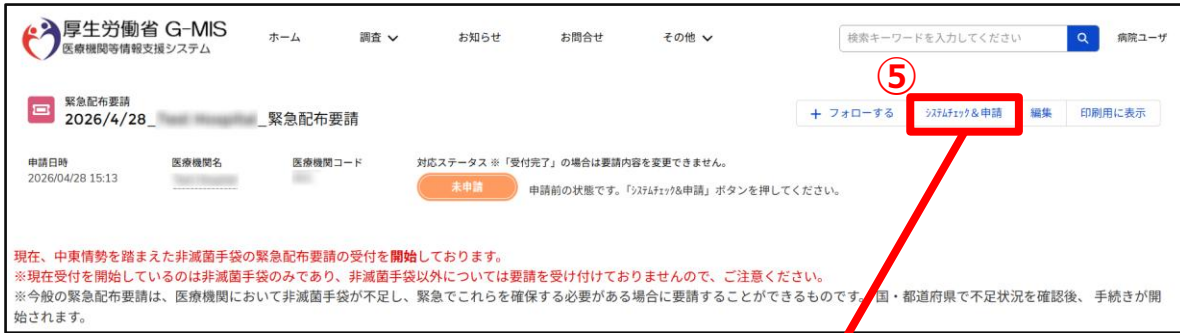 厚生労働省 G-MIS
医療機関等情報支援システム
ホーム 調査 お知らせ お問合せ その他 検索キーワードを入力してください 病院ユーザ
⑤
緊急配布要請
2026/4/28_ _緊急配布要請
+ フォローする ｼｽﾃﾑﾁｪｯｸ＆申請 編集 印刷用に表示
申請日時 医療機関名 医療機関コード 対応ステータス ※「受付完了」の場合は要請内容を変更できません。
2026/04/28 15:13
未申請 申請前の状態です。「ｼｽﾃﾑﾁｪｯｸ&申請」ボタンを押してください。
現在、中東情勢を踏まえた非滅菌手袋の緊急配布要請の受付を開始しております。
※現在受付を開始しているのは非滅菌手袋のみであり、非滅菌手袋以外については要請を受け付けておりませんので、ご注意ください。
※今般の緊急配布要請は、医療機関において非滅菌手袋が不足し、緊急でこれらを確保する必要がある場合に要請することができるものです。国・都道府県で不足状況を確認後、 手続きが開
始されます。